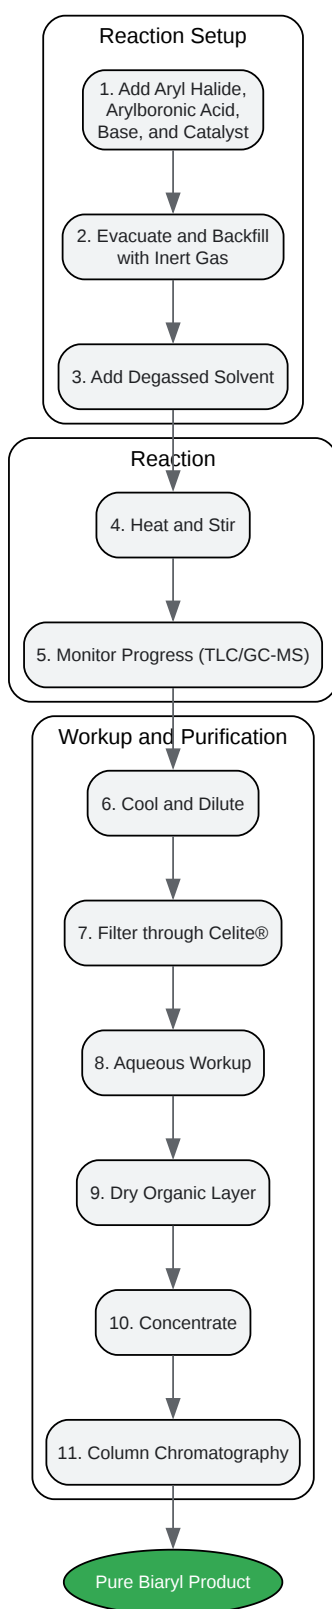 Reaction Setup
1. Add Aryl Halide,
Arylboronic Acid,
Base, and Catalyst
2. Evacuate and Backfill
with Inert Gas
3. Add Degassed Solvent
Reaction
4. Heat and Stir
5. Monitor Progress (TLC/GC-MS)
Workup and Purification
6. Cool and Dilute
7. Filter through Celite®
8. Aqueous Workup
9. Dry Organic Layer
10. Concentrate
11. Column Chromatography
Pure Biaryl Product